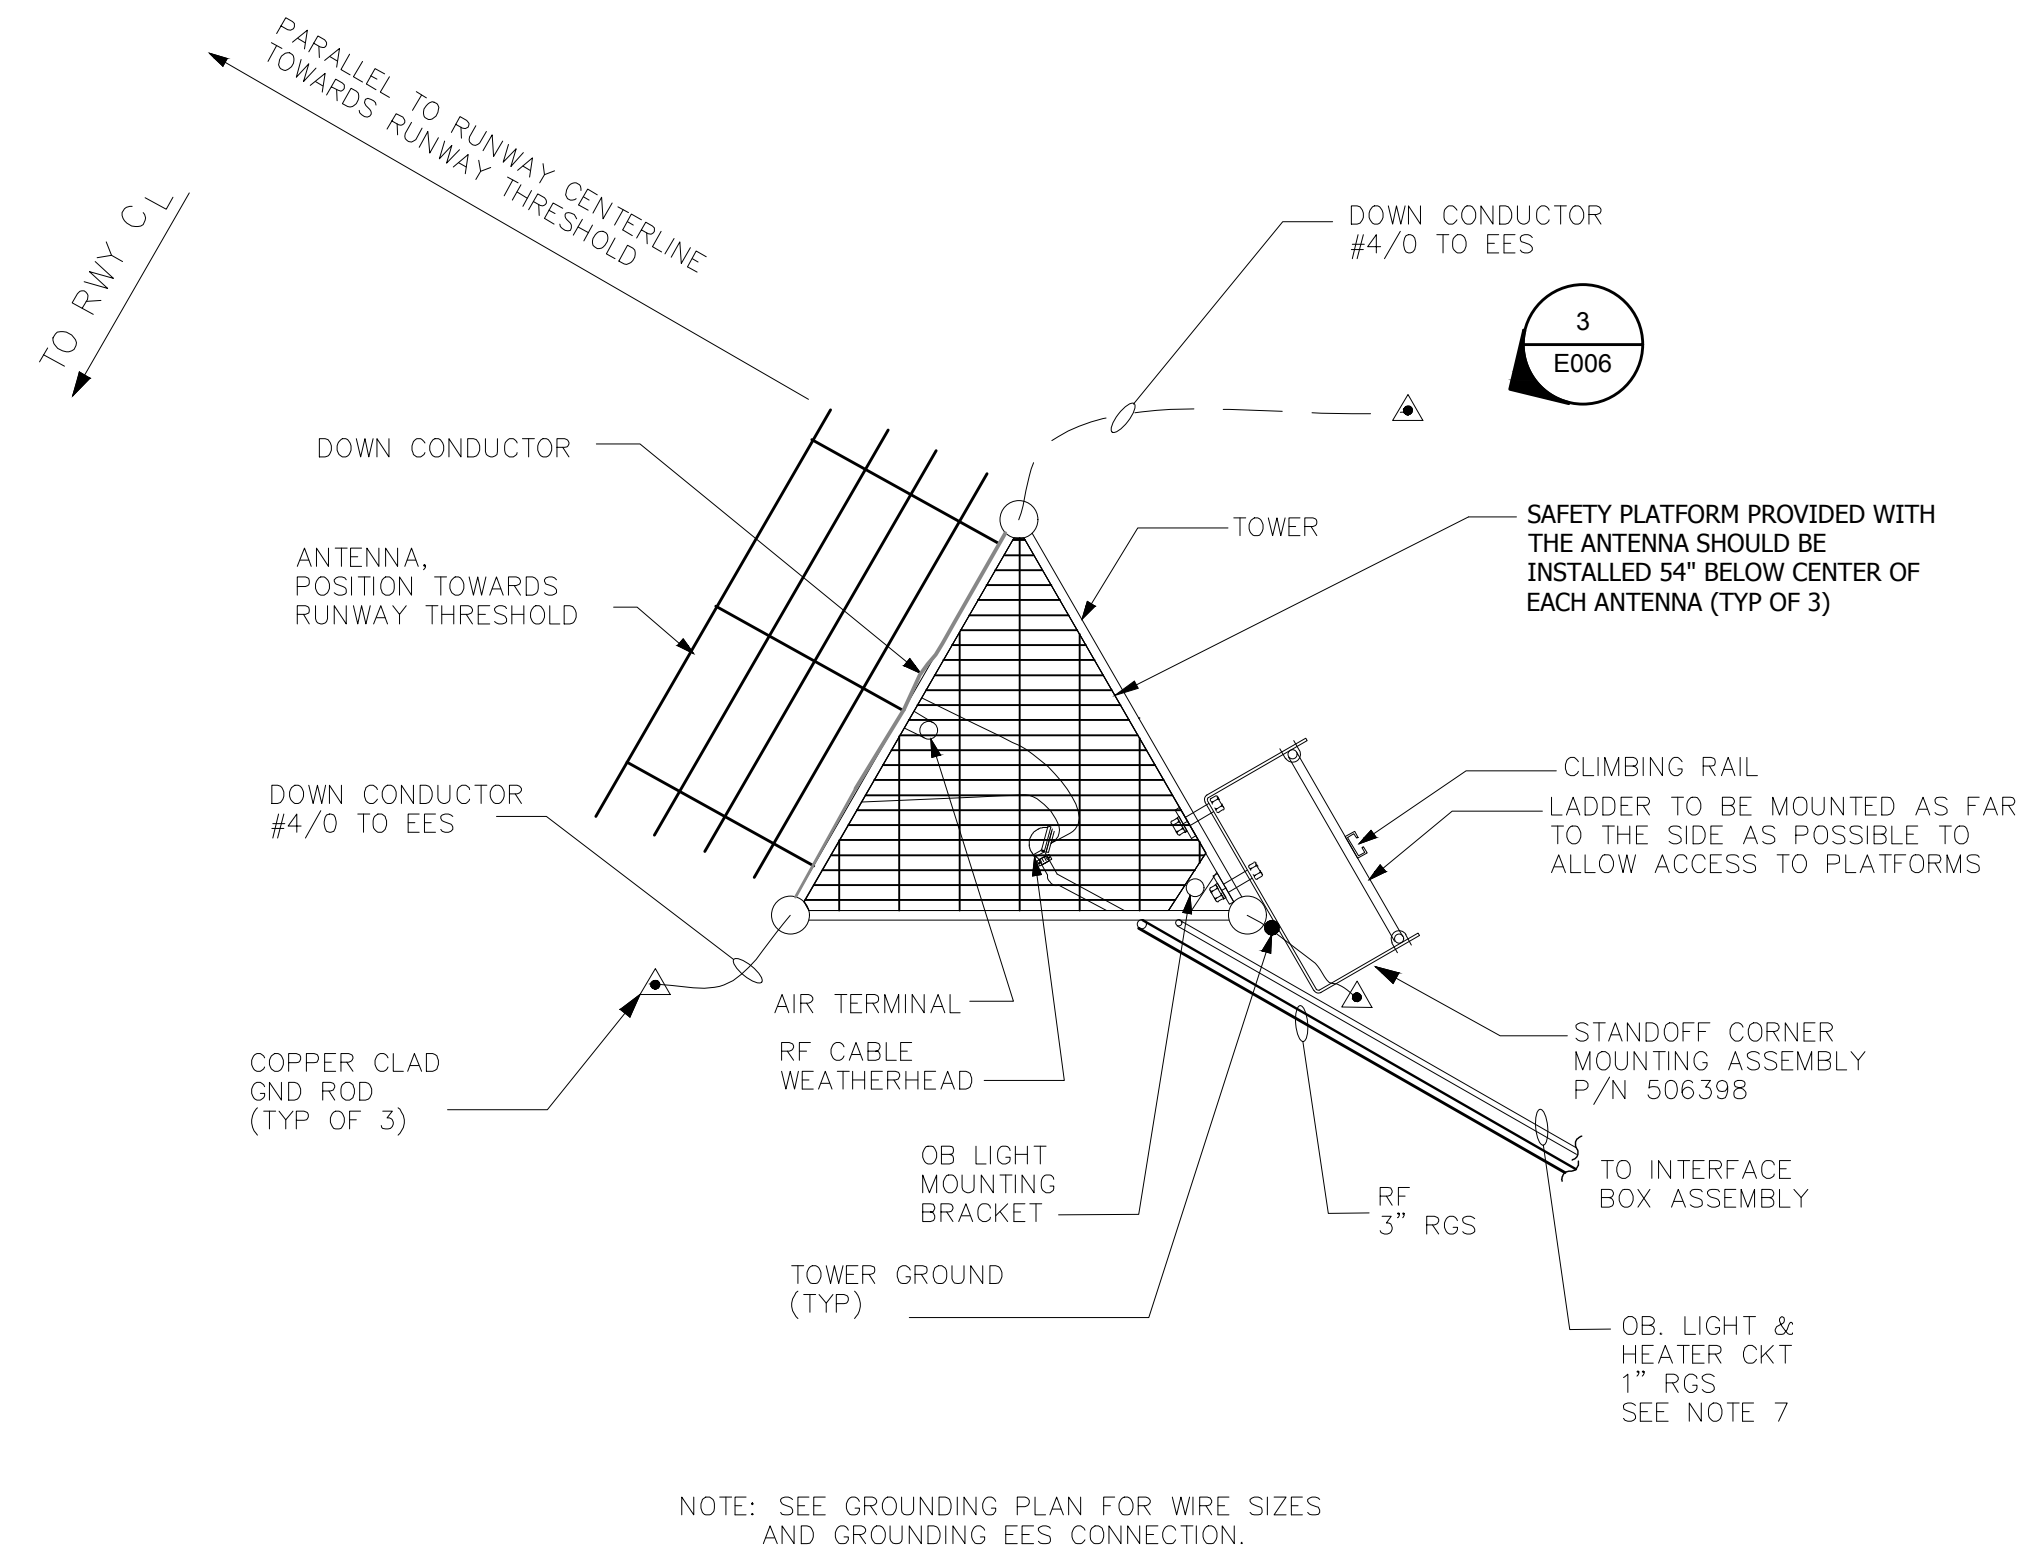 PARALLEL TO RUNWAY CENTERLINE
TOWARDS RUNWAY THRESHOLD
TO RWY CL
DOWN CONDUCTOR
#4/0 TO EES
3
E006
DOWN CONDUCTOR
ANTENNA,
POSITION TOWARDS
RUNWAY THRESHOLD
TOWER
SAFETY PLATFORM PROVIDED WITH
THE ANTENNA SHOULD BE
INSTALLED 54" BELOW CENTER OF
EACH ANTENNA (TYP OF 3)
DOWN CONDUCTOR
#4/0 TO EES
CLIMBING RAIL
LADDER TO BE MOUNTED AS FAR
TO THE SIDE AS POSSIBLE TO
ALLOW ACCESS TO PLATFORMS
AIR TERMINAL
RF CABLE
WEATHERHEAD
COPPER CLAD
GND ROD
(TYP OF 3)
STANDOFF CORNER
MOUNTING ASSEMBLY
P/N 506398
OB LIGHT
MOUNTING
BRACKET
TO INTERFACE
BOX ASSEMBLY
RF
3” RGS
TOWER GROUND
(TYP)
OB. LIGHT &
HEATER CKT
1” RGS
SEE NOTE 7
NOTE: SEE GROUNDING PLAN FOR WIRE SIZES
AND GROUNDING EES CONNECTION.